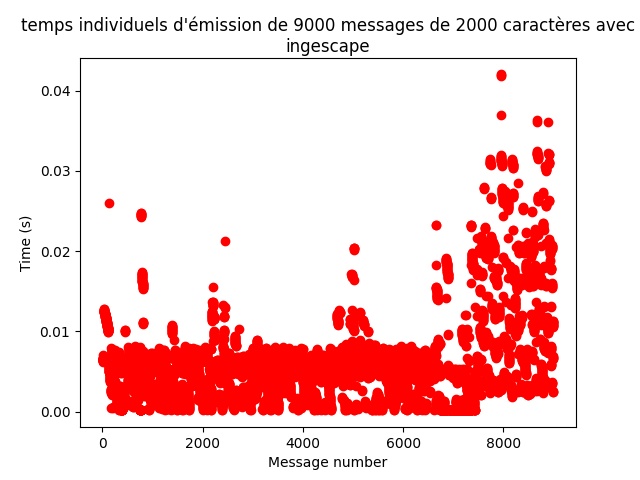 temps individuels d'émission de 9000 messages de 2000 caractères avec
ingescape
0.04
0.03
0.02
0.01
0.00
Time (s)
0
2000
4000
6000
8000
Message number